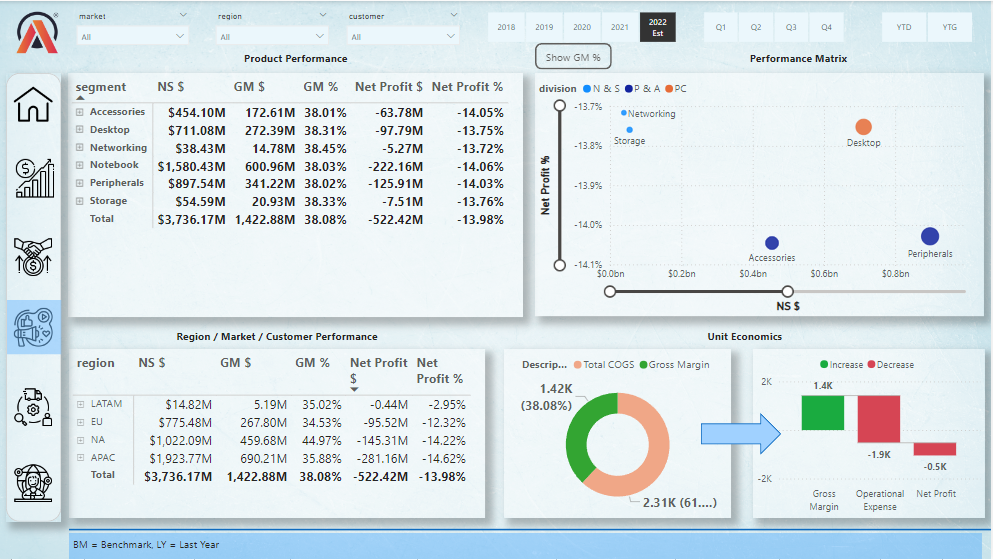 market region customer
All All All
2018 2019 2020 2021 2022 Est
Q1 Q2 Q3 Q4
YTD YTG
Product Performance
segment NS $ GM $ GM % Net Profit $ Net Profit %
Accessories $454.10M 172.61M 38.01% -63.78M -14.05%
Desktop $711.08M 272.39M 38.31% -97.79M -13.75%
Networking $38.43M 14.78M 38.45% -5.27M -13.72%
Notebook $1,580.43M 600.96M 38.03% -222.16M -14.06%
Peripherals $897.54M 341.22M 38.02% -125.91M -14.03%
Storage $54.59M 20.93M 38.33% -7.51M -13.76%
Total $3,736.17M 1,422.88M 38.08% -522.42M -13.98%
Show GM %
Performance Matrix
division N & S P & A PC
Net Profit %
-13.7%
-13.8%
-13.9%
-14.0%
-14.1%
Networking
Storage
Desktop
Accessories
Peripherals
$0.0bn $0.2bn $0.4bn $0.6bn $0.8bn
NS $
Region / Market / Customer Performance
region NS $ GM $ GM % Net Profit $ Net Profit %
LATAM $14.82M 5.19M 35.02% -0.44M -2.95%
EU $775.48M 267.80M 34.53% -95.52M -12.32%
NA $1,022.09M 459.68M 44.97% -145.31M -14.22%
APAC $1,923.77M 690.21M 35.88% -281.16M -14.62%
Total $3,736.17M 1,422.88M 38.08% -522.42M -13.98%
Unit Economics
Descrip... Total COGS Gross Margin
1.42K
(38.08%)
2.31K (61....)
Increase Decrease
2K
-2K
1.4K
-1.9K
-0.5K
Gross Margin
Operational Expense
Net Profit
BM = Benchmark, LY = Last Year